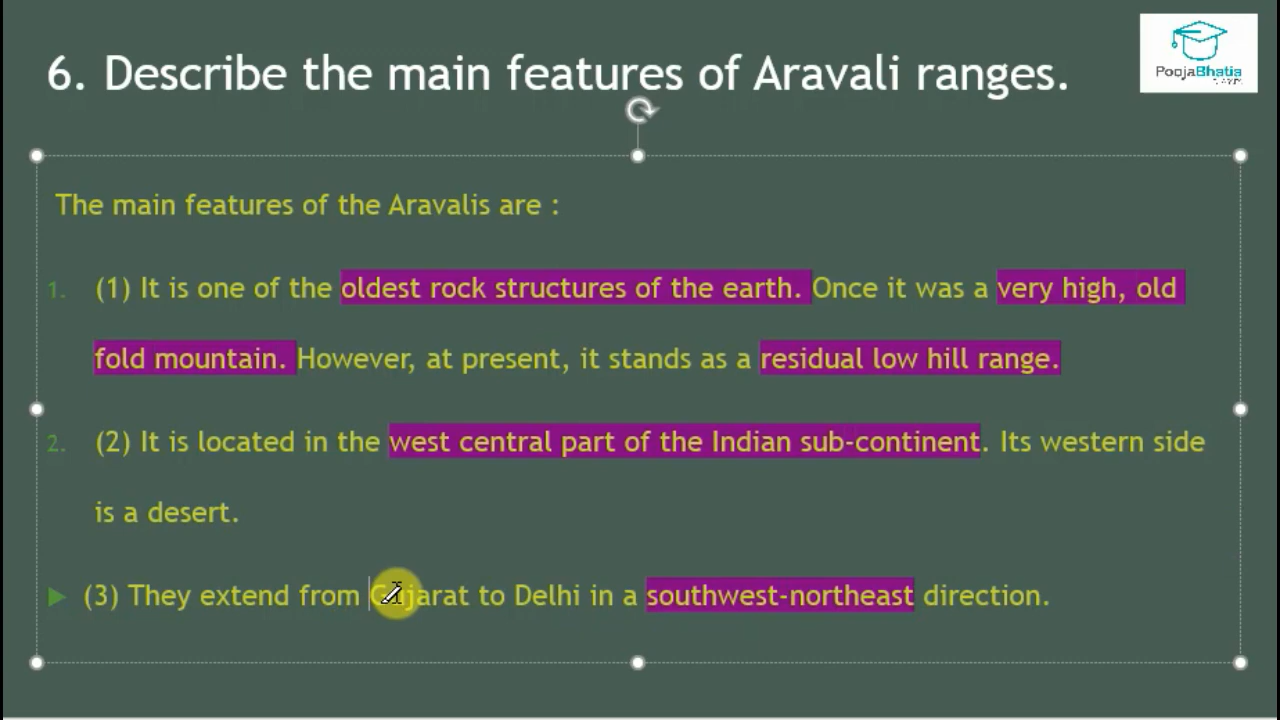 6. Describe the main features of Aravali ranges.
PoojaBhatia
The main features of the Aravalis are :
1. (1) It is one of the oldest rock structures of the earth. Once it was a very high, old
fold mountain. However, at present, it stands as a residual low hill range.
2. (2) It is located in the west central part of the Indian sub-continent. Its western side
is a desert.
(3) They extend from Gujarat to Delhi in a southwest-northeast direction.